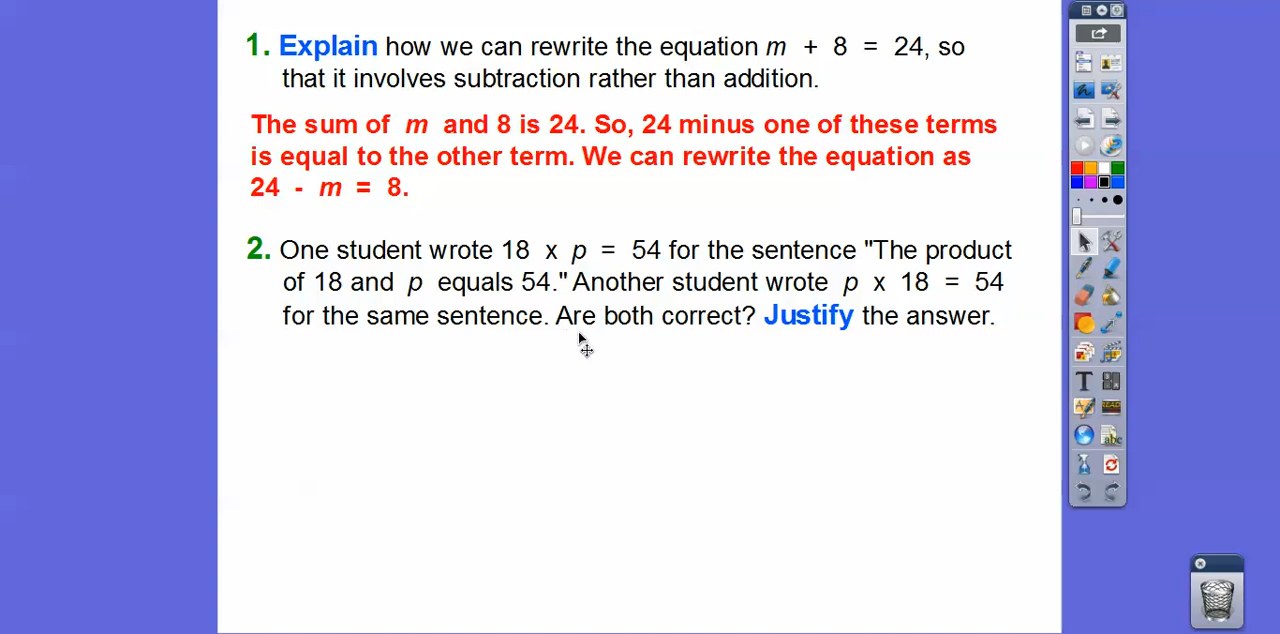 1. Explain how we can rewrite the equation m + 8 = 24, so
that it involves subtraction rather than addition.
The sum of m and 8 is 24. So, 24 minus one of these terms
is equal to the other term. We can rewrite the equation as
24 - m = 8.
2. One student wrote 18 x p = 54 for the sentence "The product
of 18 and p equals 54." Another student wrote p x 18 = 54
for the same sentence. Are both correct? Justify the answer.